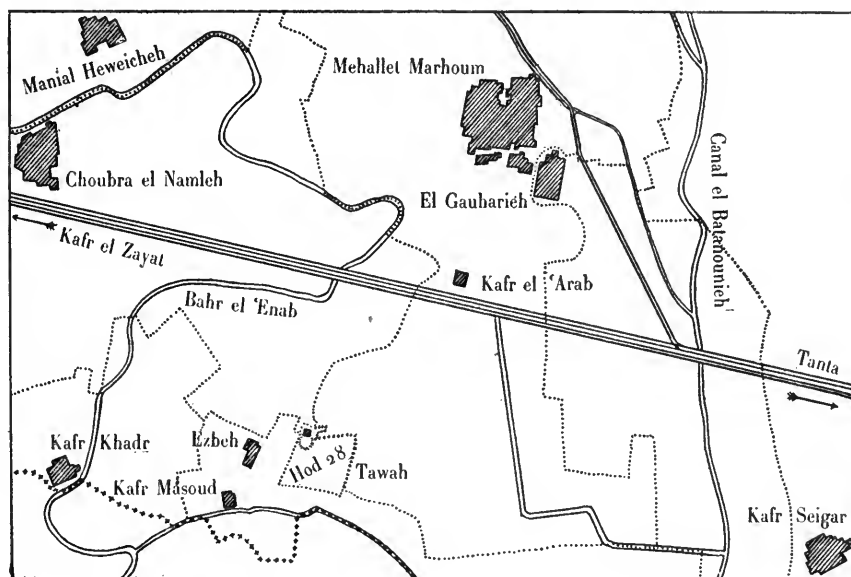 Manial Heweicheh
Mehallet Marhoum
Choubra el Namleh
El Gaubarieh
Canal el Batanounieh
Kafr el Zayat
Kafr el 'Arab
Bahr el 'Enab
Tanta
Kafr Khadr
Ezbeh
Hod 28
Tawah
Kafr Masoud
Kafr Seigar